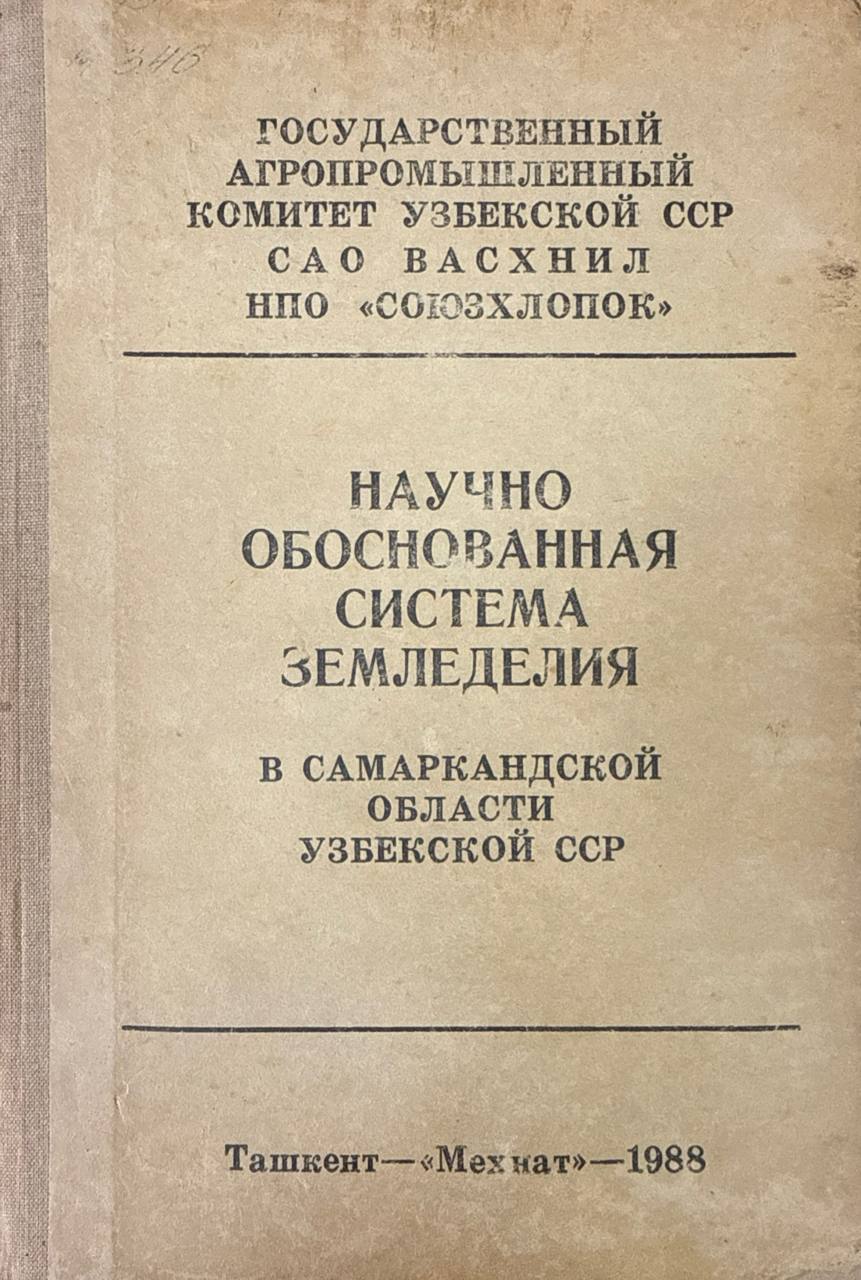 ГОСУДАРСТВЕННЫЙ
АГРОПРОМЫШЛЕННЫЙ
КОМИТЕТ УЗБЕКСКОЙ ССР
САО ВАСХНИЛ
НПО «СОЮЗХЛОПОК»
НАУЧНО
ОБОСНОВАННАЯ
СИСТЕМА
ЗЕМЛЕДЕЛИЯ
В САМАРКАНДСКОЙ
ОБЛАСТИ
УЗБЕКСКОЙ ССР
Ташкент—«Мехнат»—1988